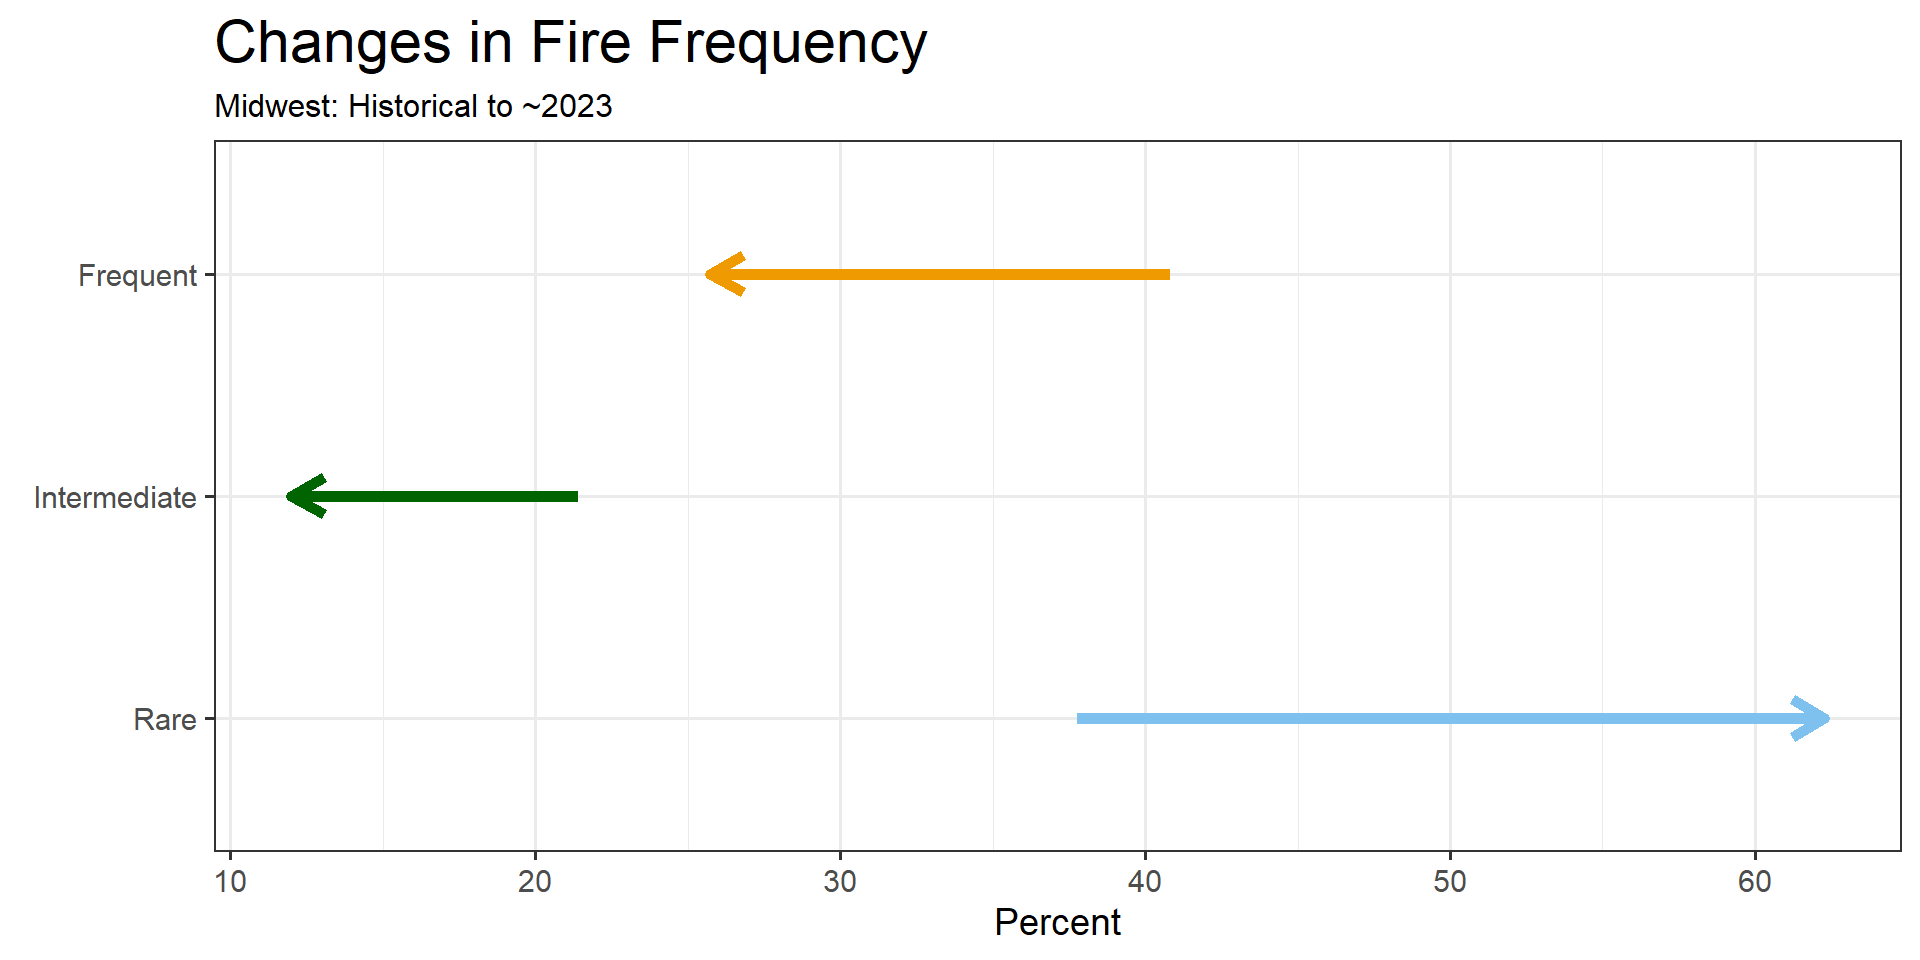 Changes in Fire Frequency
Midwest: Historical to ~2023
Frequent
Intermediate
Rare
10 20 30 40 50 60
Percent